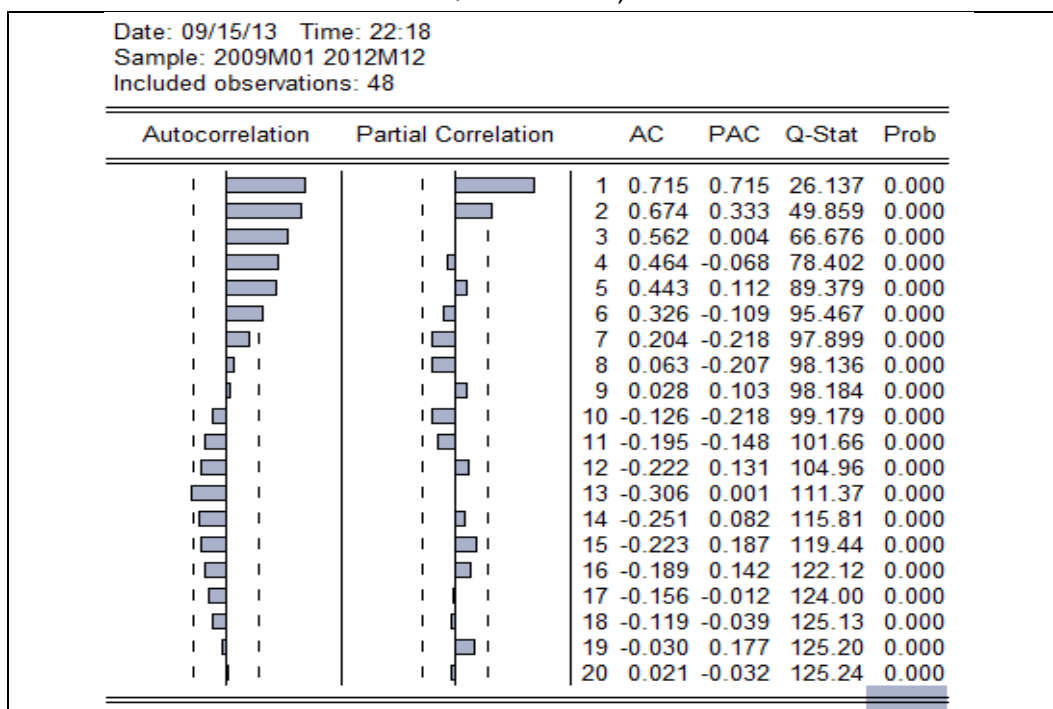 Date: 09/15/13 Time: 22:18
Sample: 2009M01 2012M12
Included observations: 48
Autocorrelation Partial Correlation AC PAC Q-Stat Prob
1 0.715 0.715 26.137 0.000
2 0.674 0.333 49.859 0.000
3 0.562 0.004 66.676 0.000
4 0.464 -0.068 78.402 0.000
5 0.443 0.112 89.379 0.000
6 0.326 -0.109 95.467 0.000
7 0.204 -0.218 97.899 0.000
8 0.063 -0.207 98.136 0.000
9 0.028 0.103 98.184 0.000
10 -0.126 -0.218 99.179 0.000
11 -0.195 -0.148 101.66 0.000
12 -0.222 0.131 104.96 0.000
13 -0.306 0.001 111.37 0.000
14 -0.251 0.082 115.81 0.000
15 -0.223 0.187 119.44 0.000
16 -0.189 0.142 122.12 0.000
17 -0.156 -0.012 124.00 0.000
18 -0.119 -0.039 125.13 0.000
19 -0.030 0.177 125.20 0.000
20 0.021 -0.032 125.24 0.000